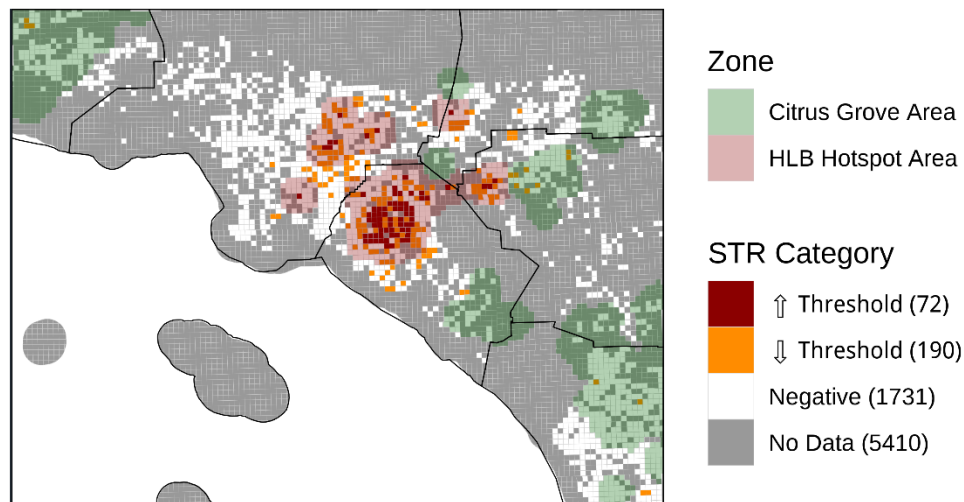 Zone
Citrus Grove Area
HLB Hotspot Area
STR Category
⇧ Threshold (72)
⇩ Threshold (190)
Negative (1731)
No Data (5410)